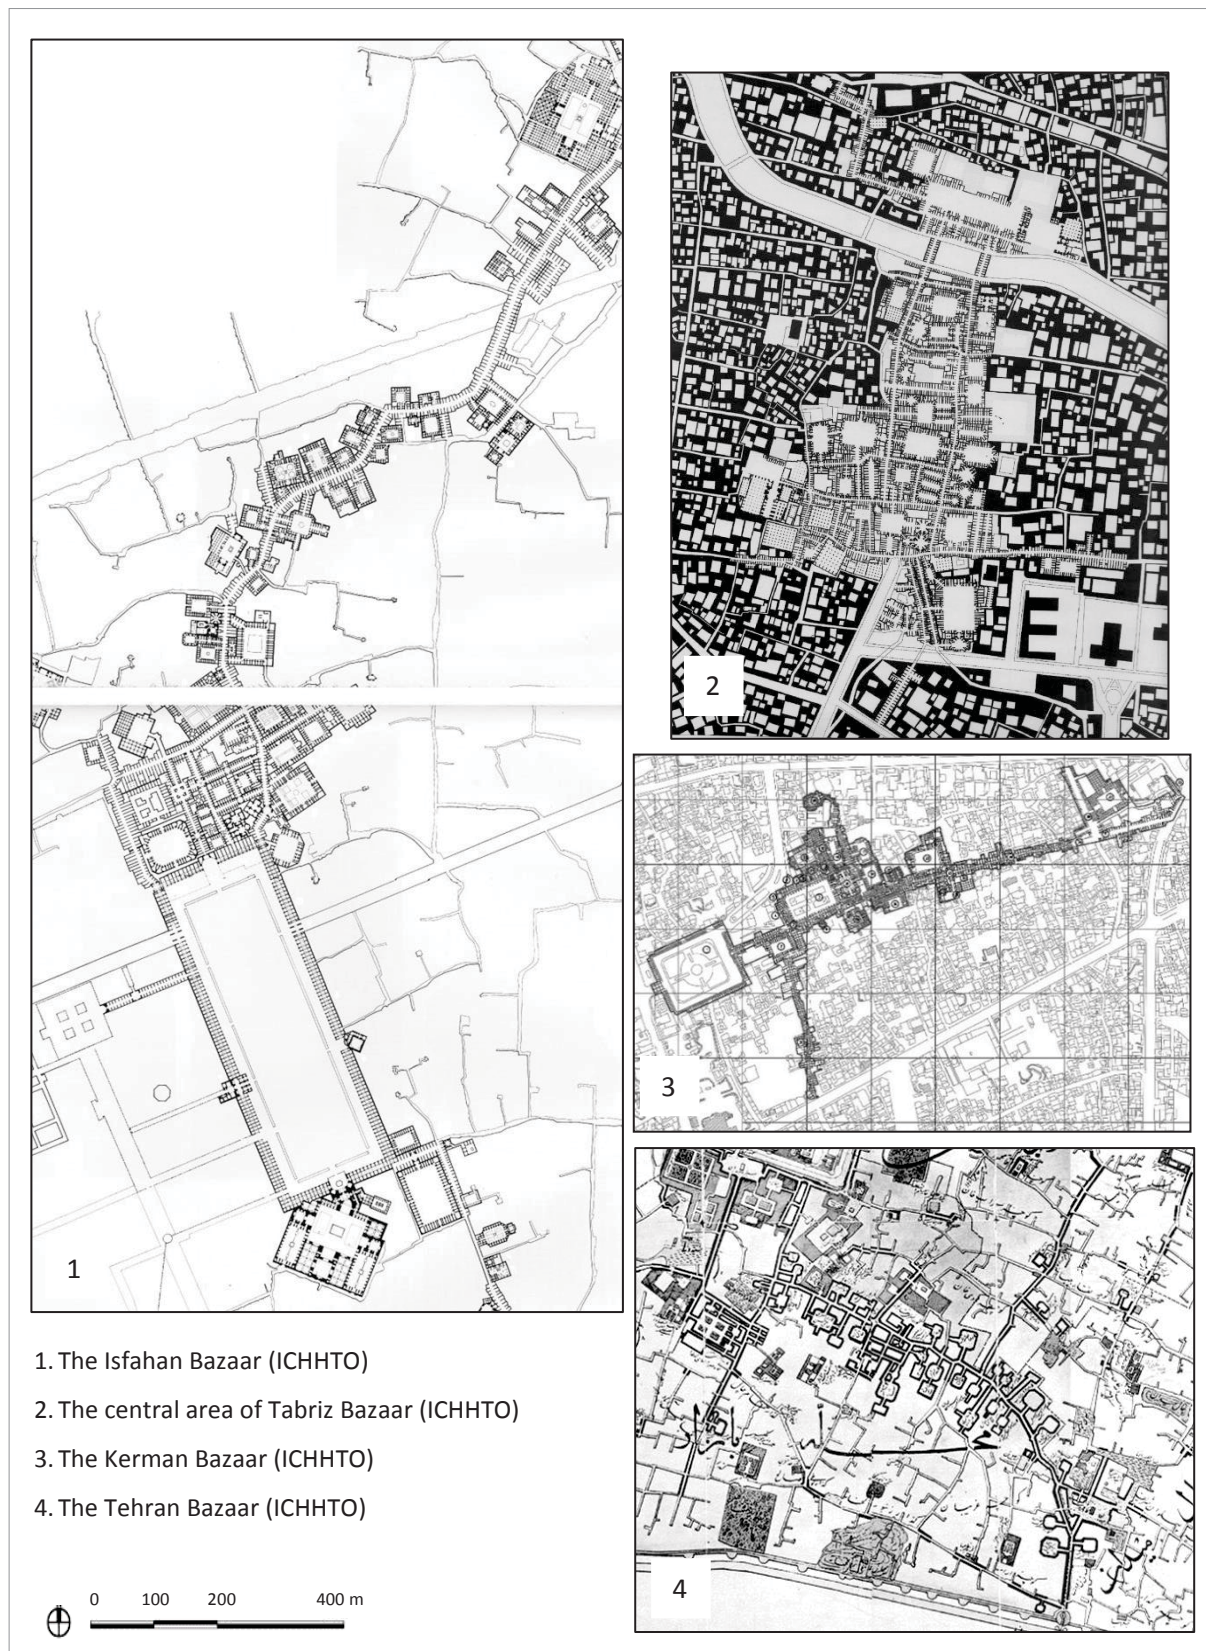 1
2
3
4
1. The Isfahan Bazaar (ICHHTO)
2. The central area of Tabriz Bazaar (ICHHTO)
3. The Kerman Bazaar (ICHHTO)
4. The Tehran Bazaar (ICHHTO)
0 100 200 400 m